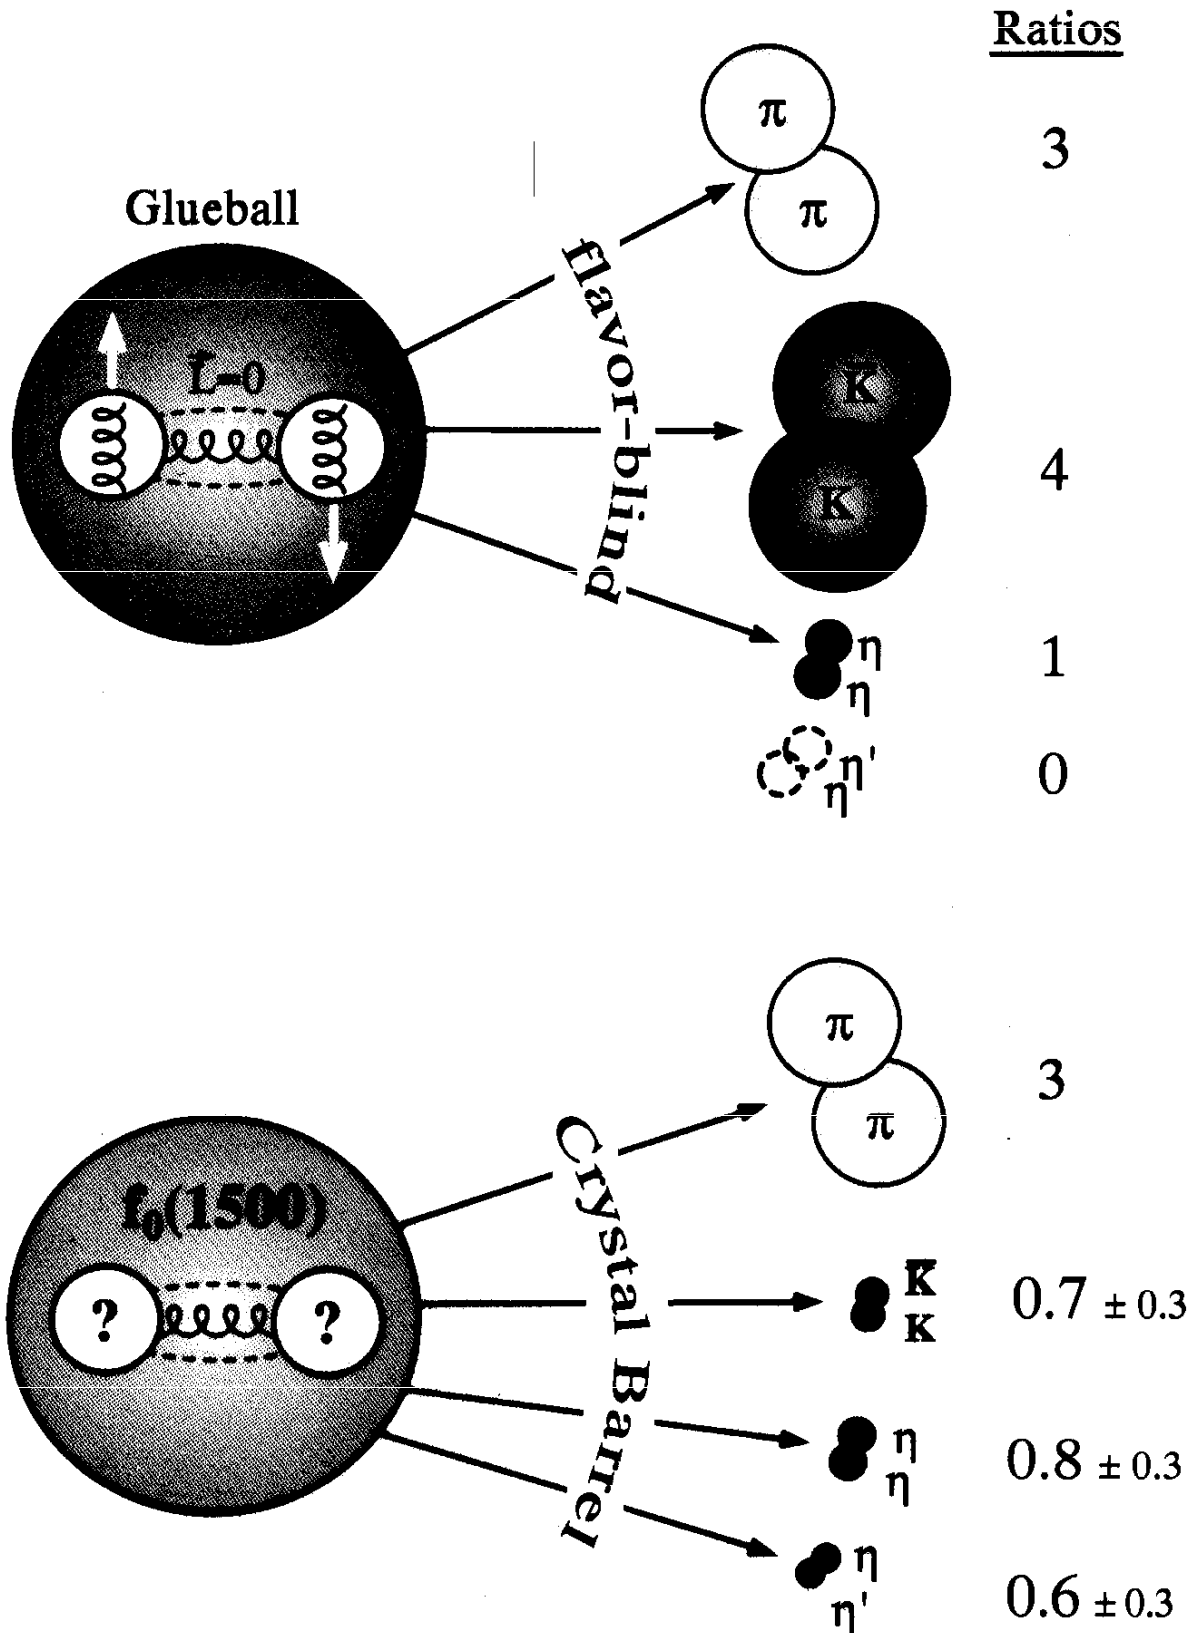 Ratios
π
π
3
Glueball
flavor-blind
L⃗=0
K̅
K
4
η
η
1
η'
η
0
π
π
3
Crystal Barrel
f₀(1500)
? ?
K̅
K
0.7 ± 0.3
η
η
0.8 ± 0.3
η
η'
0.6 ± 0.3